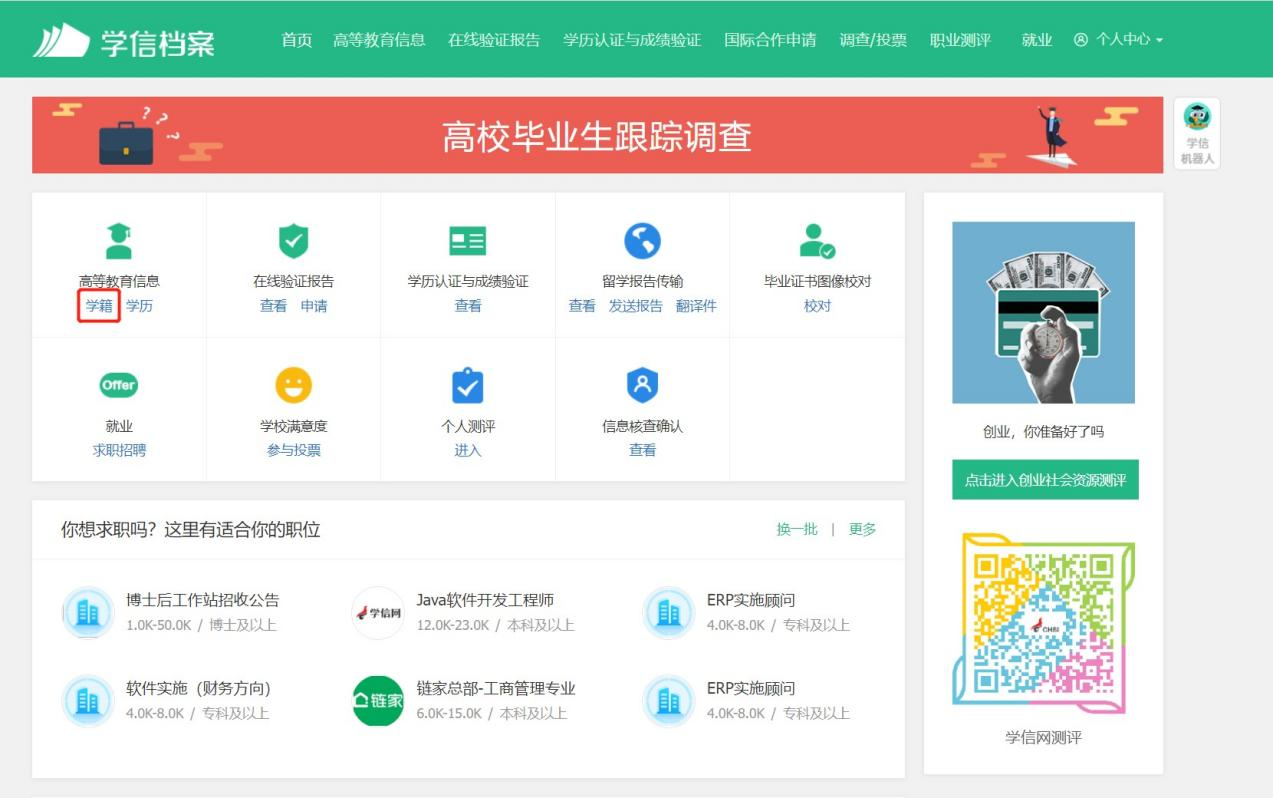 学信档案
首页 高等教育信息 在线验证报告 学历认证与成绩验证 国际合作申请 调查/投票 职业测评 就业 个人中心
? ? ?
高校毕业生跟踪调查
学信
机器人
高等教育信息
学籍 学历
在线验证报告
查看 申请
学历认证与成绩验证
查看
留学报告传输
查看 发送报告 翻译件
毕业证书图像校对
校对
Offer
就业
求职招聘
学校满意度
参与投票
个人测评
进入
信息核查确认
查看
创业，你准备好了吗
点击进入创业社会资源测评
CHSI
学信网测评
你想求职吗？这里有适合你的职位
换一批 | 更多
博士后工作站招收公告
1.0K-50.0K / 博士及以上
学信网
Java软件开发工程师
12.0K-23.0K / 本科及以上
ERP实施顾问
4.0K-8.0K / 专科及以上
软件实施（财务方向）
4.0K-8.0K / 专科及以上
链家
链家总部-工商管理专业
6.0K-15.0K / 本科及以上
ERP实施顾问
4.0K-8.0K / 专科及以上